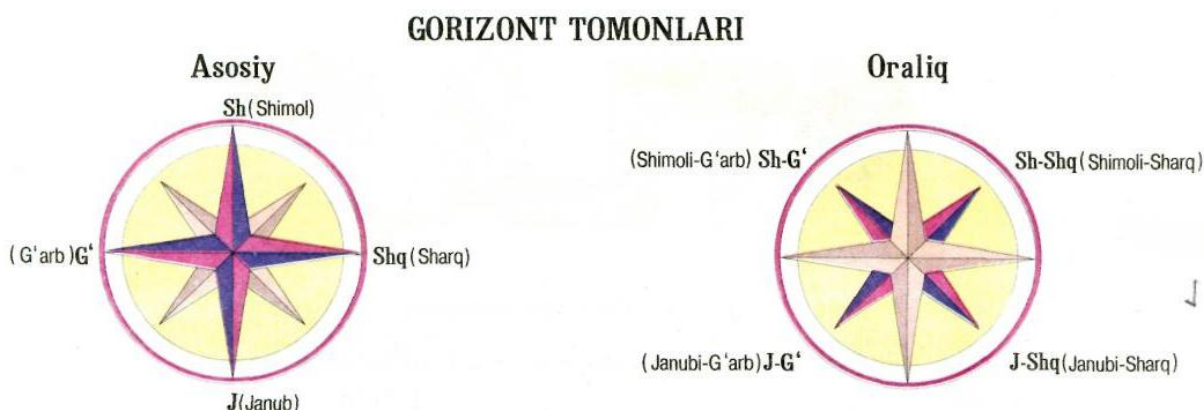 GORIZONT TOMONLARI
Asosiy
Sh (Shimol)
(G'arb) G'
Shq (Sharq)
J (Janub)
Oraliq
(Shimoli-G'arb) Sh-G'
Sh-Shq (Shimoli-Sharq)
(Janubi-G'arb) J-G'
J-Shq (Janubi-Sharq)